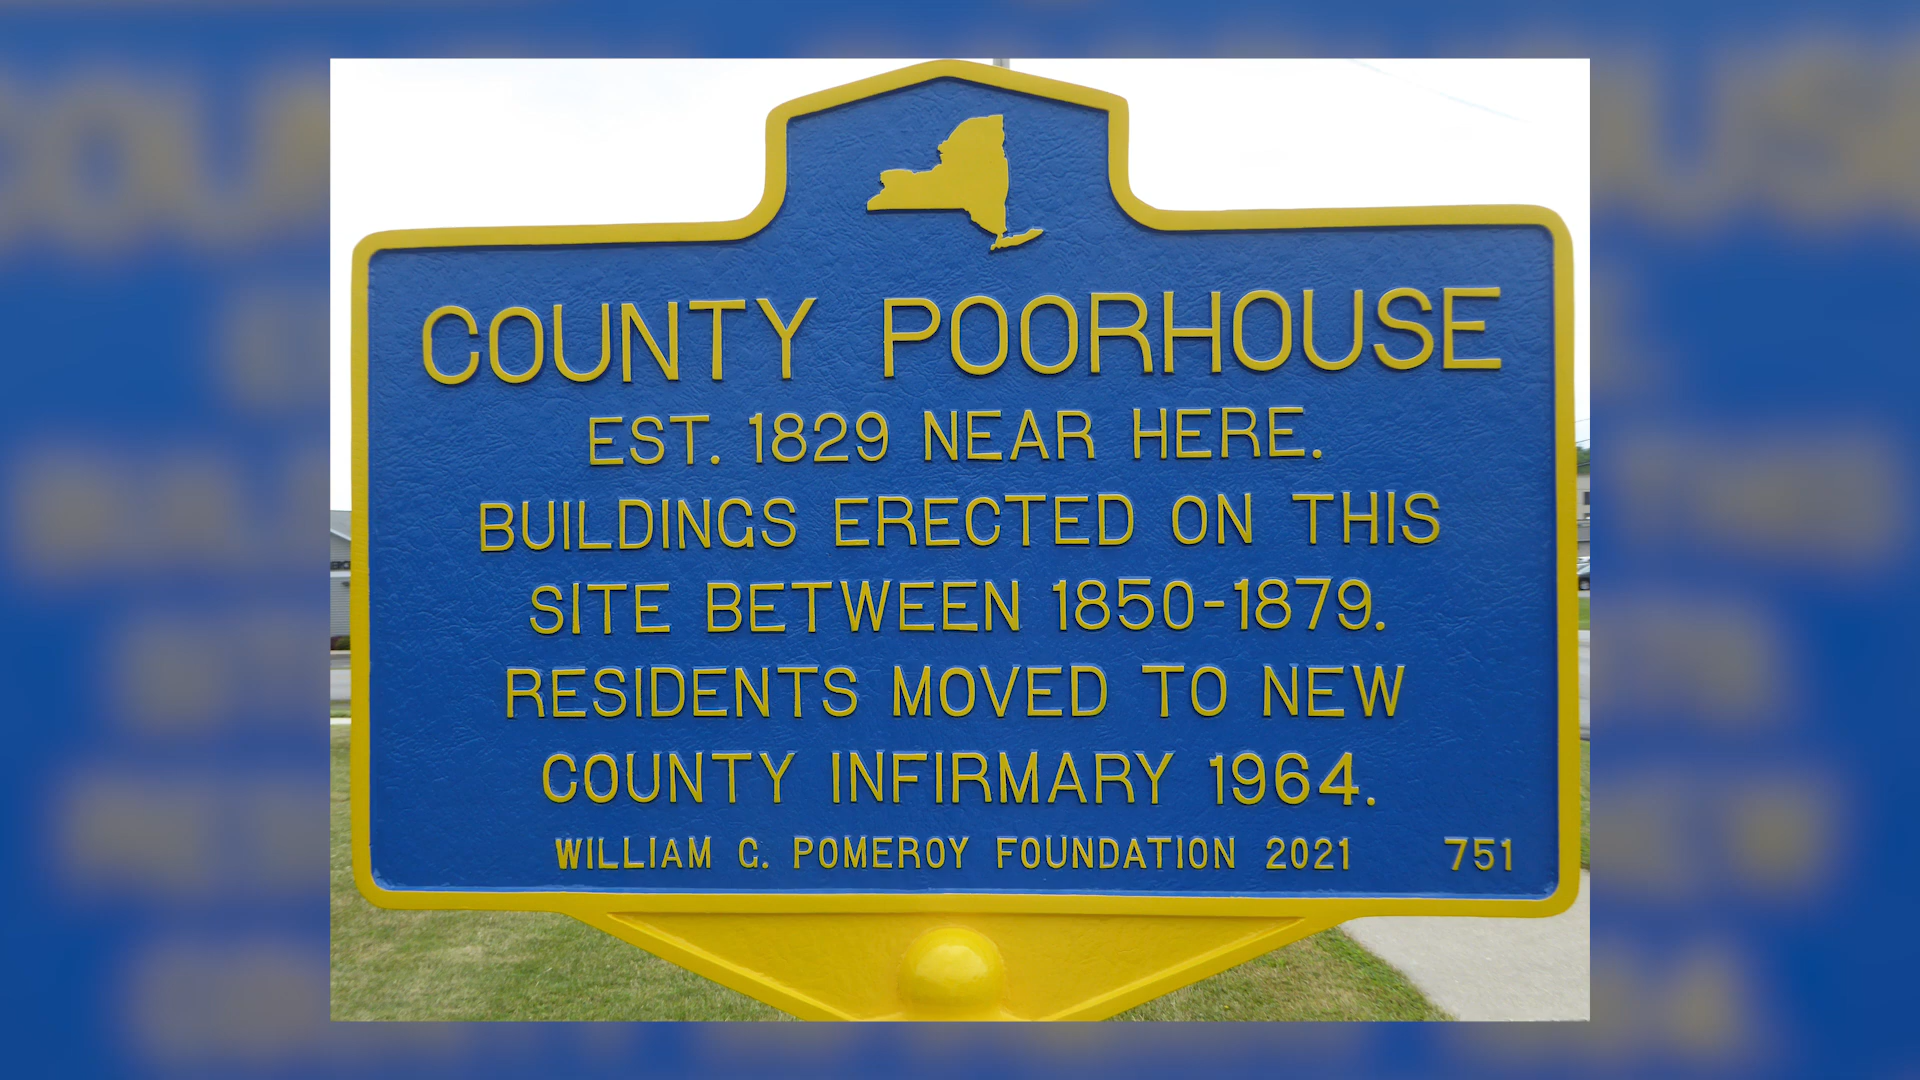 COUNTY POORHOUSE
EST. 1829 NEAR HERE.
BUILDINGS ERECTED ON THIS
SITE BETWEEN 1850-1879.
RESIDENTS MOVED TO NEW
COUNTY INFIRMARY 1964.
WILLIAM G. POMEROY FOUNDATION 2021 751